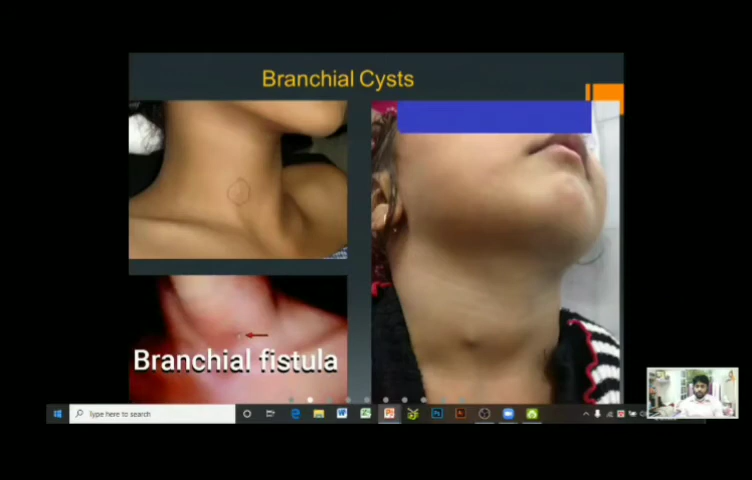 Branchial Cysts
Branchial fistula
Type here to search